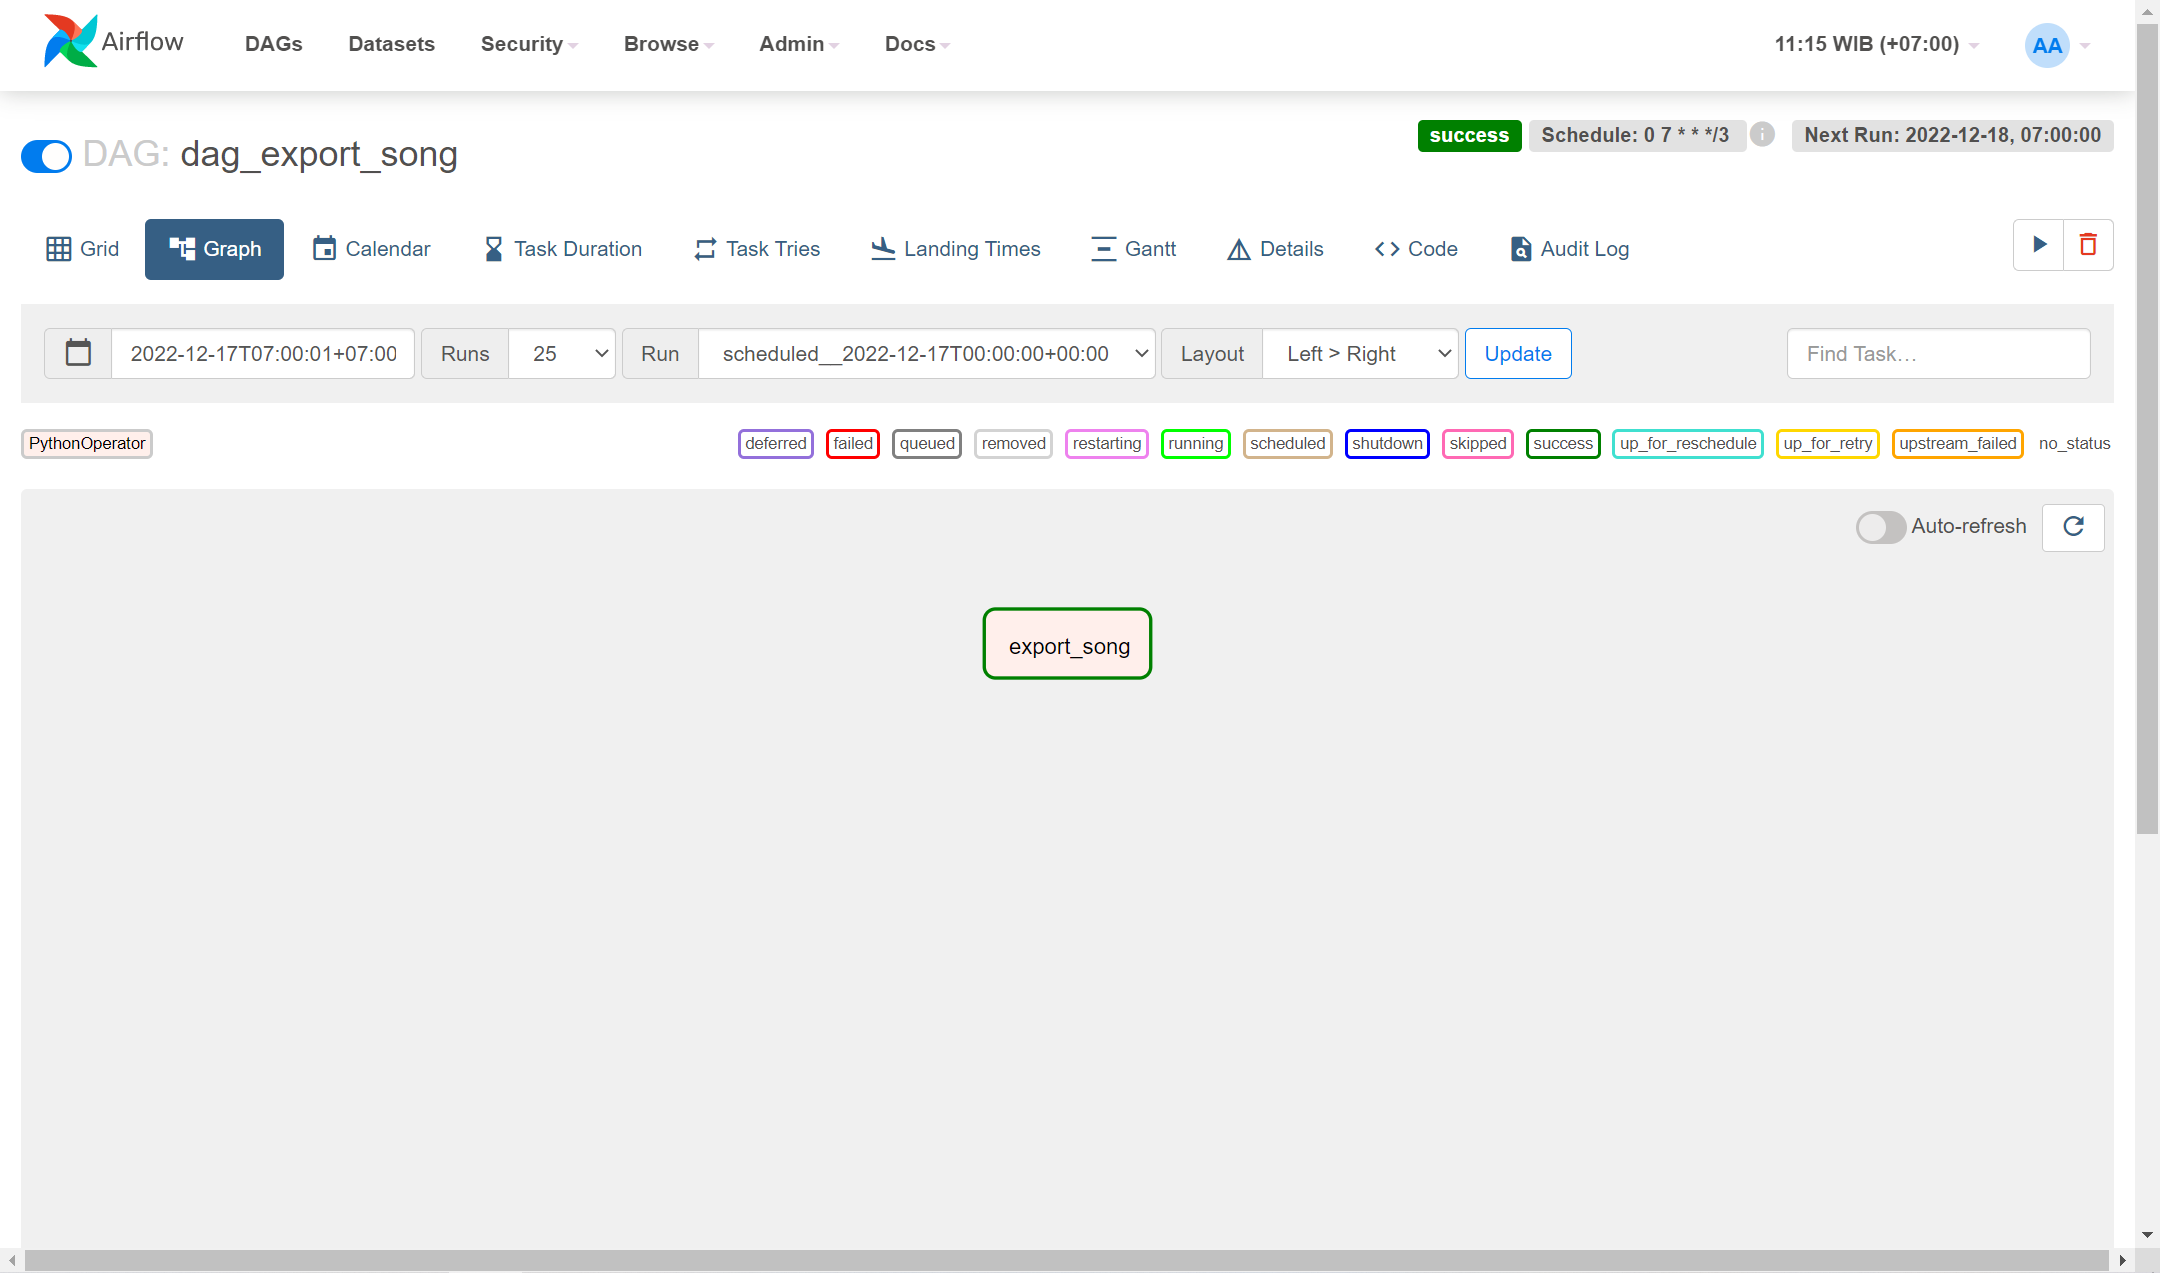 Airflow DAGs Datasets Security Browse Admin Docs 11:15 WIB (+07:00) AA
success Schedule: 0 7 * * */3 i Next Run: 2022-12-18, 07:00:00
DAG: dag_export_song
Grid Graph Calendar Task Duration Task Tries Landing Times Gantt Details Code Audit Log
2022-12-17T07:00:01+07:00 Runs 25 Run scheduled__2022-12-17T00:00:00+00:00 Layout Left > Right Update Find Task…
PythonOperator deferred failed queued removed restarting running scheduled shutdown skipped success up_for_reschedule up_for_retry upstream_failed no_status
Auto-refresh
export_song